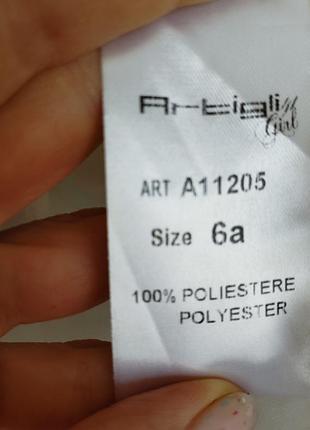 Artigli
Girl
ART A11205
Size 6a
100% POLIESTERE
POLYESTER